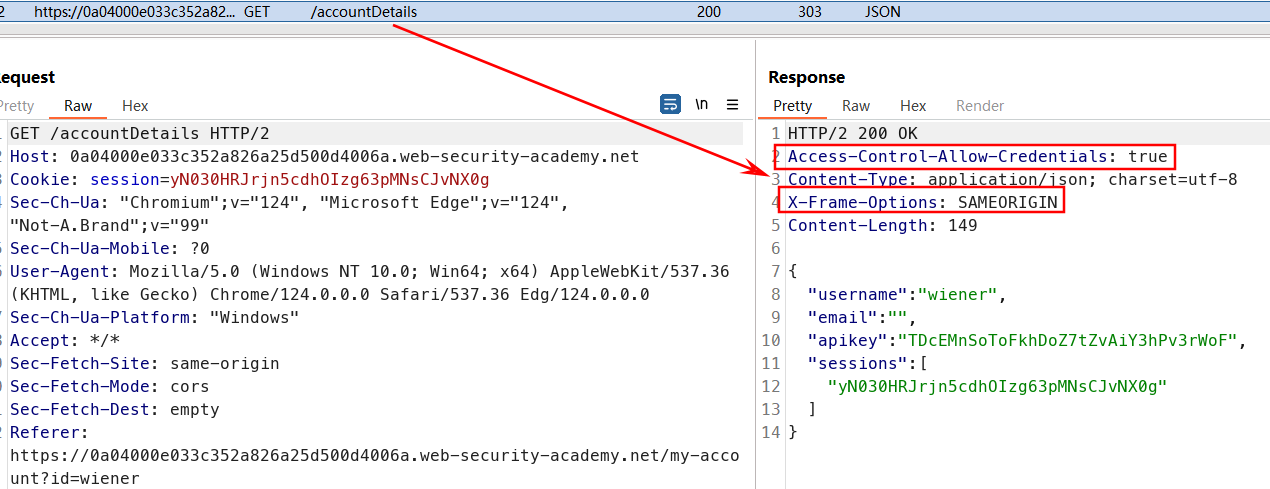 2 https://0a04000e033c352a82... GET /accountDetails 200 303 JSON
equest
Pretty Raw Hex
\n
GET /accountDetails HTTP/2
Host: 0a04000e033c352a826a25d500d4006a.web-security-academy.net
Cookie: session=yN030HRJrjn5cdhOIzg63pMNsCJvNX0g
Sec-Ch-Ua: "Chromium";v="124", "Microsoft Edge";v="124",
"Not-A.Brand";v="99"
Sec-Ch-Ua-Mobile: ?0
User-Agent: Mozilla/5.0 (Windows NT 10.0; Win64; x64) AppleWebKit/537.36
(KHTML, like Gecko) Chrome/124.0.0.0 Safari/537.36 Edg/124.0.0.0
Sec-Ch-Ua-Platform: "Windows"
Accept: */*
Sec-Fetch-Site: same-origin
Sec-Fetch-Mode: cors
Sec-Fetch-Dest: empty
Referer:
https://0a04000e033c352a826a25d500d4006a.web-security-academy.net/my-acco
unt?id=wiener
Response
Pretty Raw Hex Render
1 HTTP/2 200 OK
2 Access-Control-Allow-Credentials: true
3 Content-Type: application/json; charset=utf-8
4 X-Frame-Options: SAMEORIGIN
5 Content-Length: 149
6
7 {
8 "username":"wiener",
9 "email":"",
10 "apikey":"TDcEMnSoToFkhDoZ7tZvAiY3hPv3rWoF",
11 "sessions":[
12 "yN030HRJrjn5cdhOIzg63pMNsCJvNX0g"
13 ]
14 }